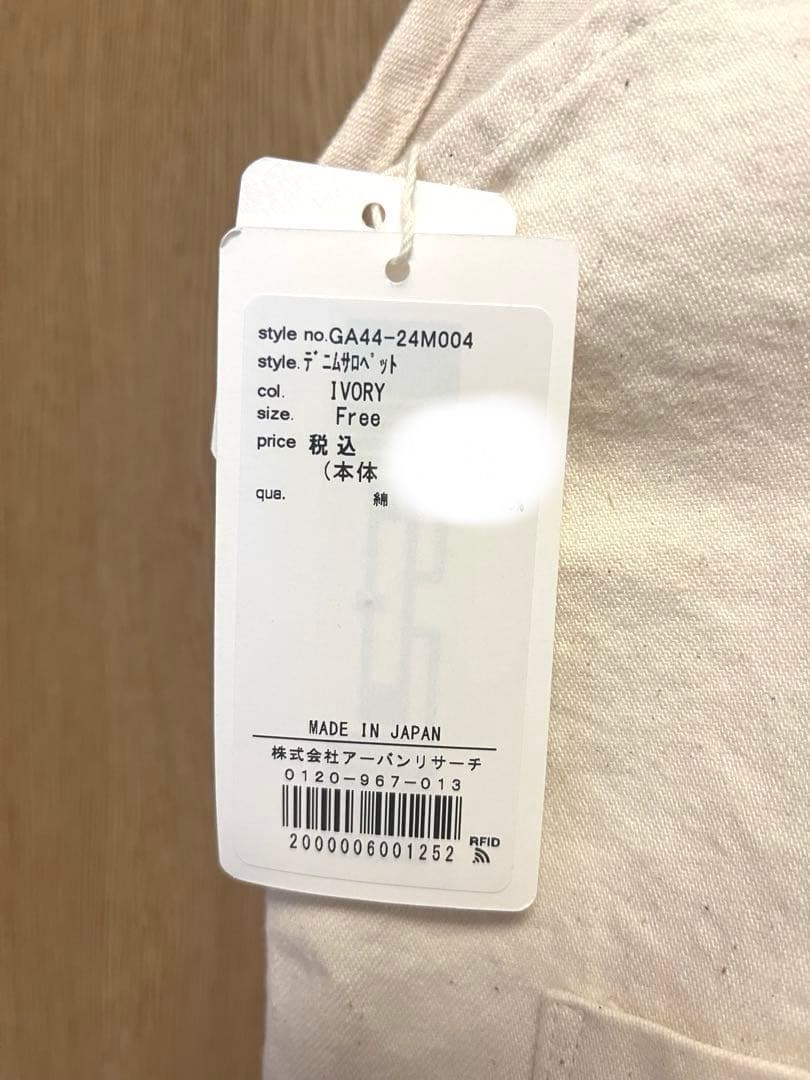 style no.GA44-24M004
style.ﾃﾞﾆﾑｻﾛﾍﾟｯﾄ
col. IVORY
size. Free
price 税込
(本体
qua. 綿
MADE IN JAPAN
株式会社アーバンリサーチ
0120-967-013
2000006001252
RFID